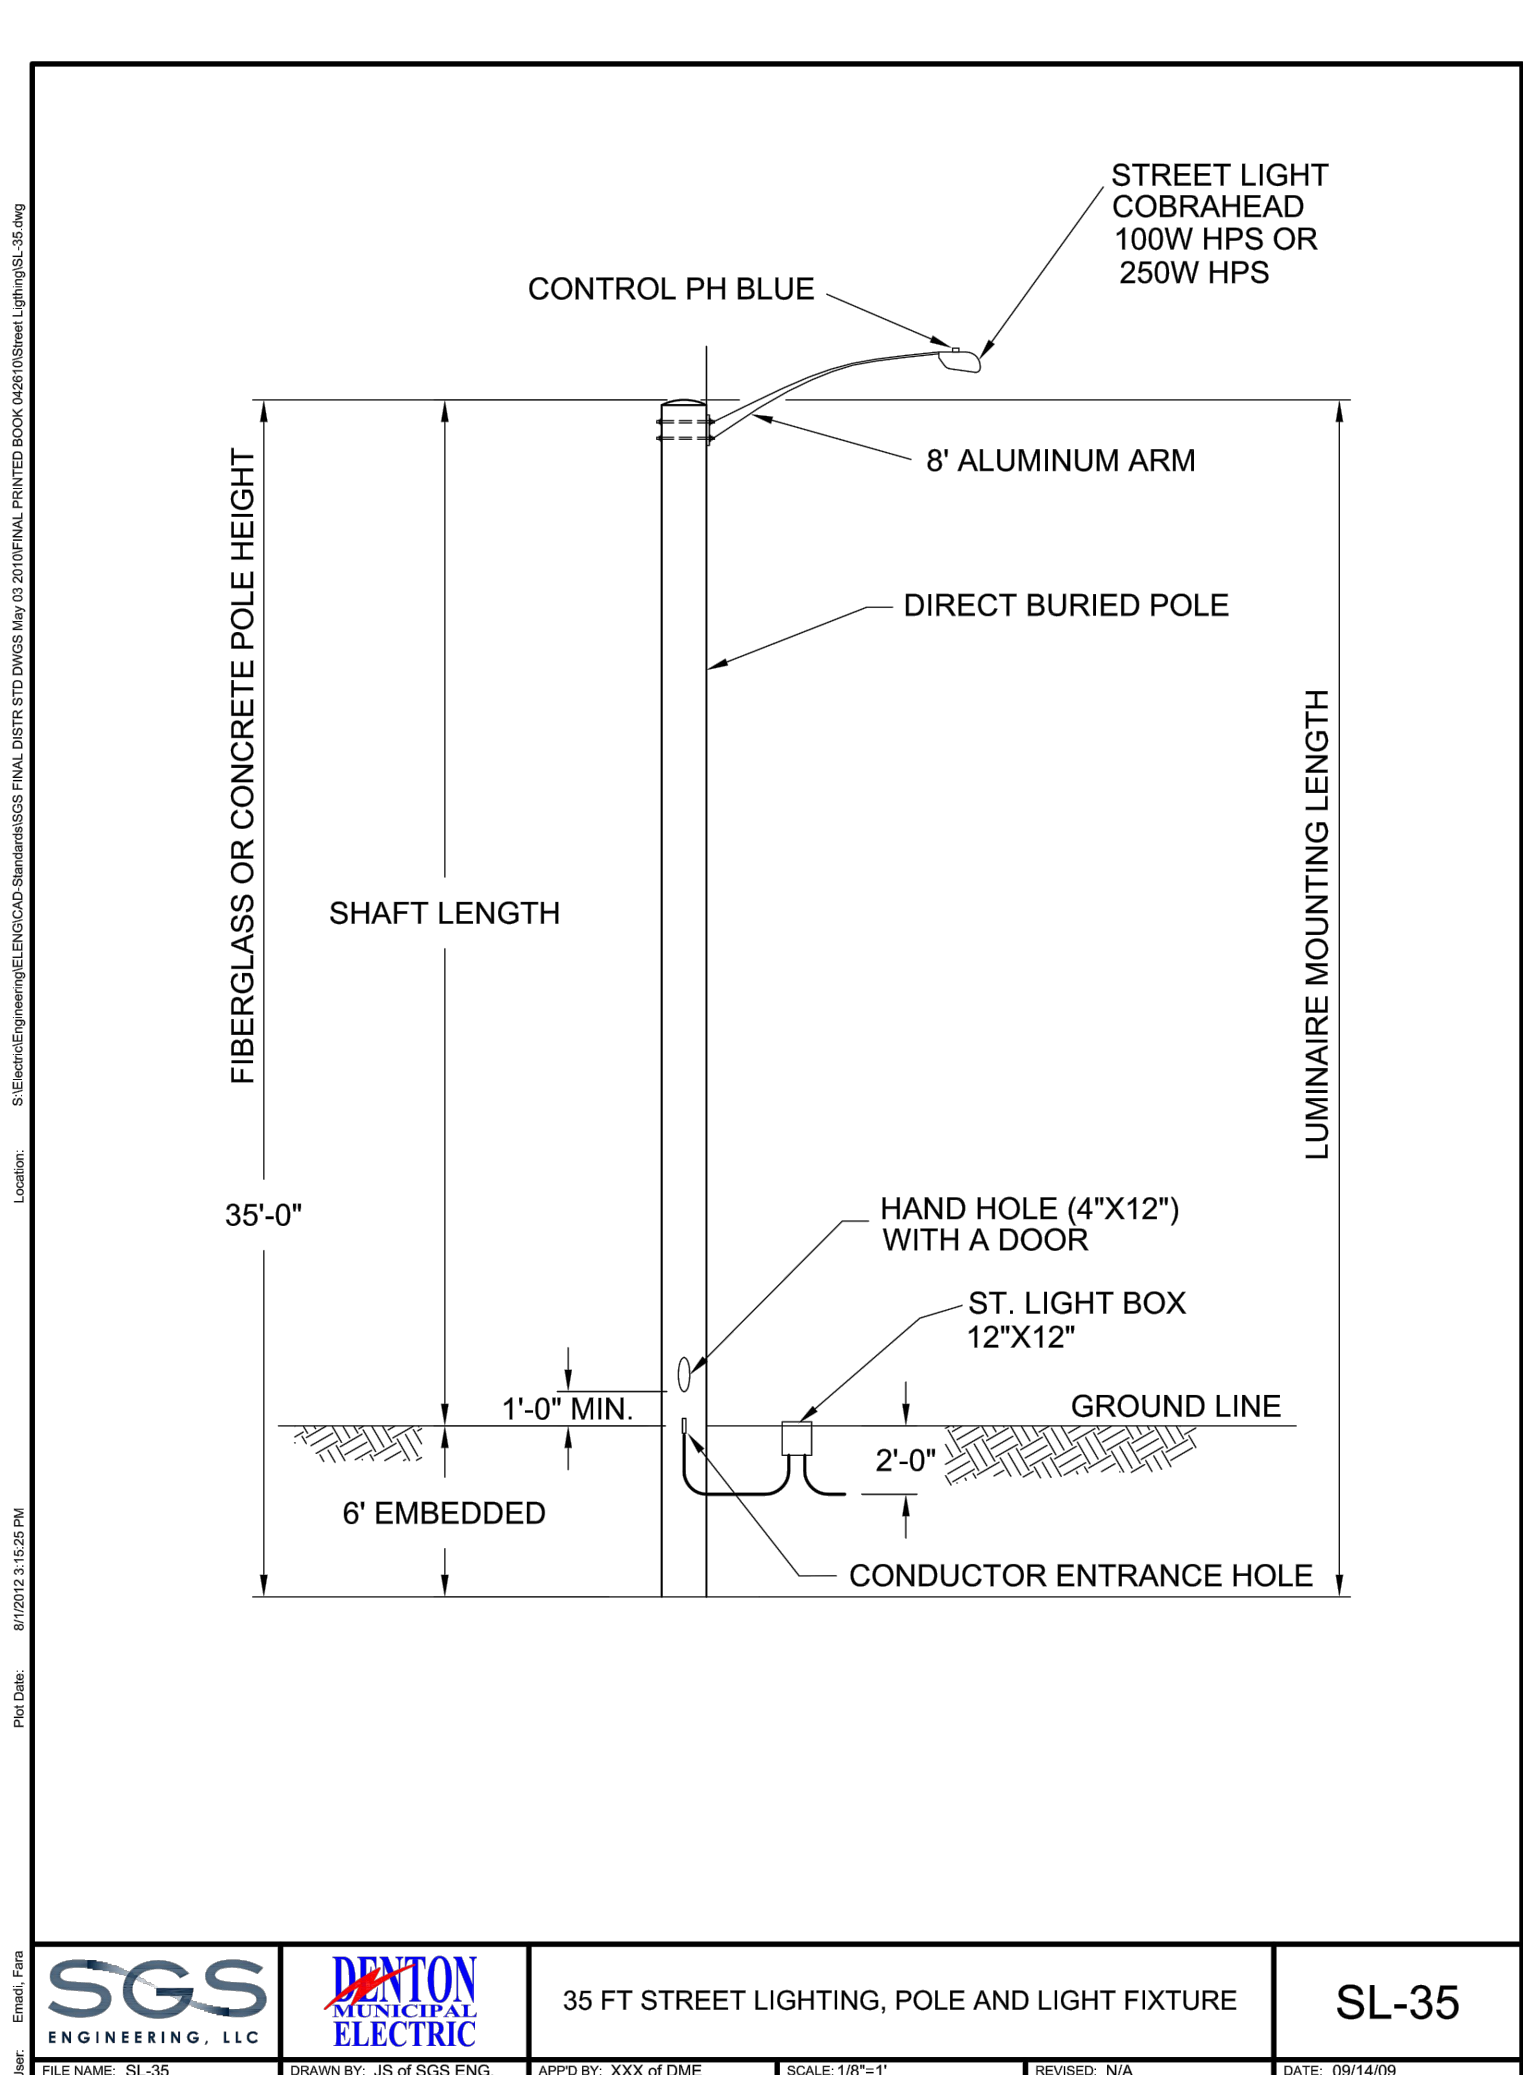 STREET LIGHT
COBRAHEAD
100W HPS OR
250W HPS
CONTROL PH BLUE
8' ALUMINUM ARM
DIRECT BURIED POLE
FIBERGLASS OR CONCRETE POLE HEIGHT
SHAFT LENGTH
LUMINAIRE MOUNTING LENGTH
35'-0"
HAND HOLE (4"X12")
WITH A DOOR
ST. LIGHT BOX
12"X12"
1'-0" MIN.
GROUND LINE
2'-0"
6' EMBEDDED
CONDUCTOR ENTRANCE HOLE
Location: S:\Electric\Engineering\ELENG\CAD-Standards\SGS FINAL DISTR STD DWGS May 03 2010\FINAL PRINTED BOOK 042610\Street Ligthing\SL-35.dwg
Plot Date: 8/1/2012 3:15:25 PM
User: Emadi, Fara
SGS
ENGINEERING, LLC
DENTON
MUNICIPAL
ELECTRIC
35 FT STREET LIGHTING, POLE AND LIGHT FIXTURE
SL-35
FILE NAME: SL-35
DRAWN BY: JS of SGS ENG.
APP'D BY: XXX of DME
SCALE: 1/8"=1'
REVISED: N/A
DATE: 09/14/09